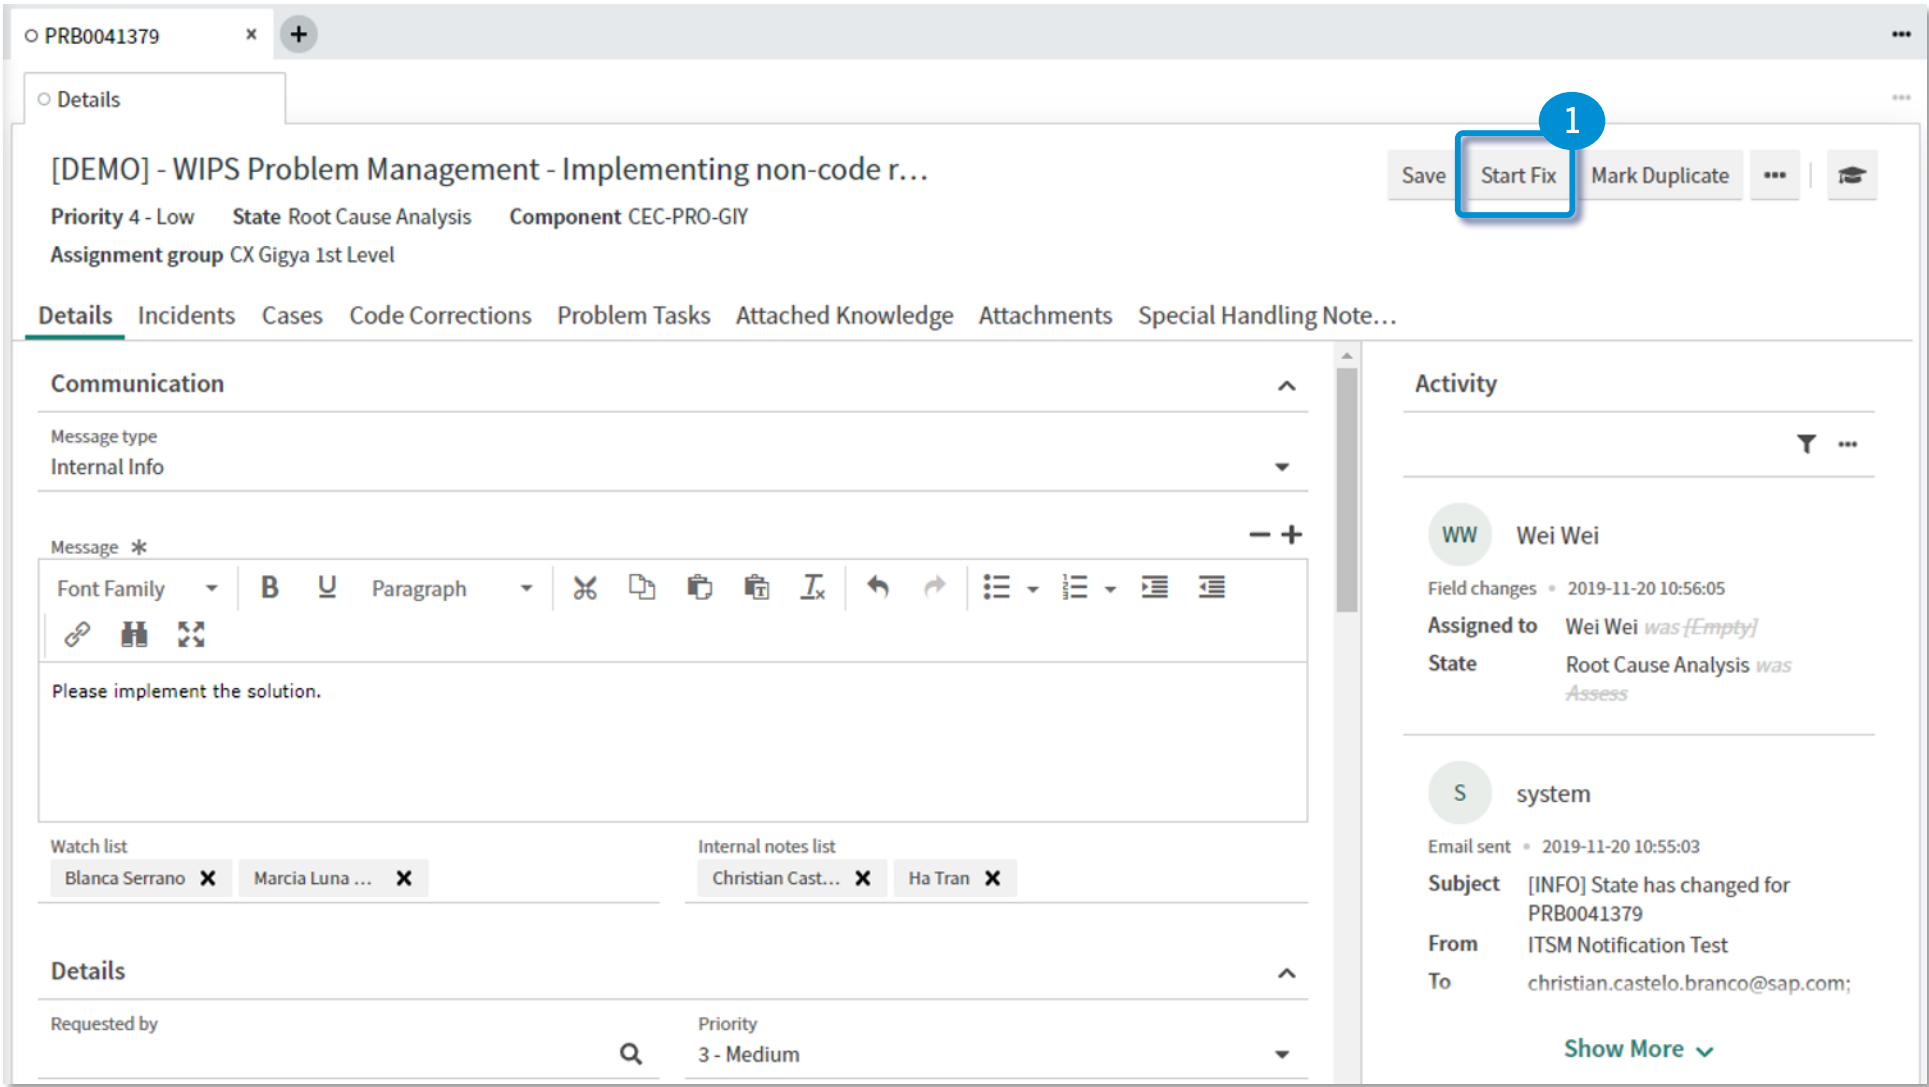 PRB0041379
Details
1
[DEMO] - WIPS Problem Management - Implementing non-code r…
Save Start Fix Mark Duplicate
Priority 4 - Low State Root Cause Analysis Component CEC-PRO-GIY
Assignment group CX Gigya 1st Level
Details Incidents Cases Code Corrections Problem Tasks Attached Knowledge Attachments Special Handling Note…
Communication
Message type
Internal Info
Message *
Font Family B U Paragraph
Please implement the solution.
Watch list
Blanca Serrano Marcia Luna …
Internal notes list
Christian Cast… Ha Tran
Details
Requested by
Priority
3 - Medium
Activity
WW Wei Wei
Field changes • 2019-11-20 10:56:05
Assigned to Wei Wei was [Empty]
State Root Cause Analysis was
Assess
S system
Email sent • 2019-11-20 10:55:03
Subject [INFO] State has changed for
PRB0041379
From ITSM Notification Test
To christian.castelo.branco@sap.com;
Show More